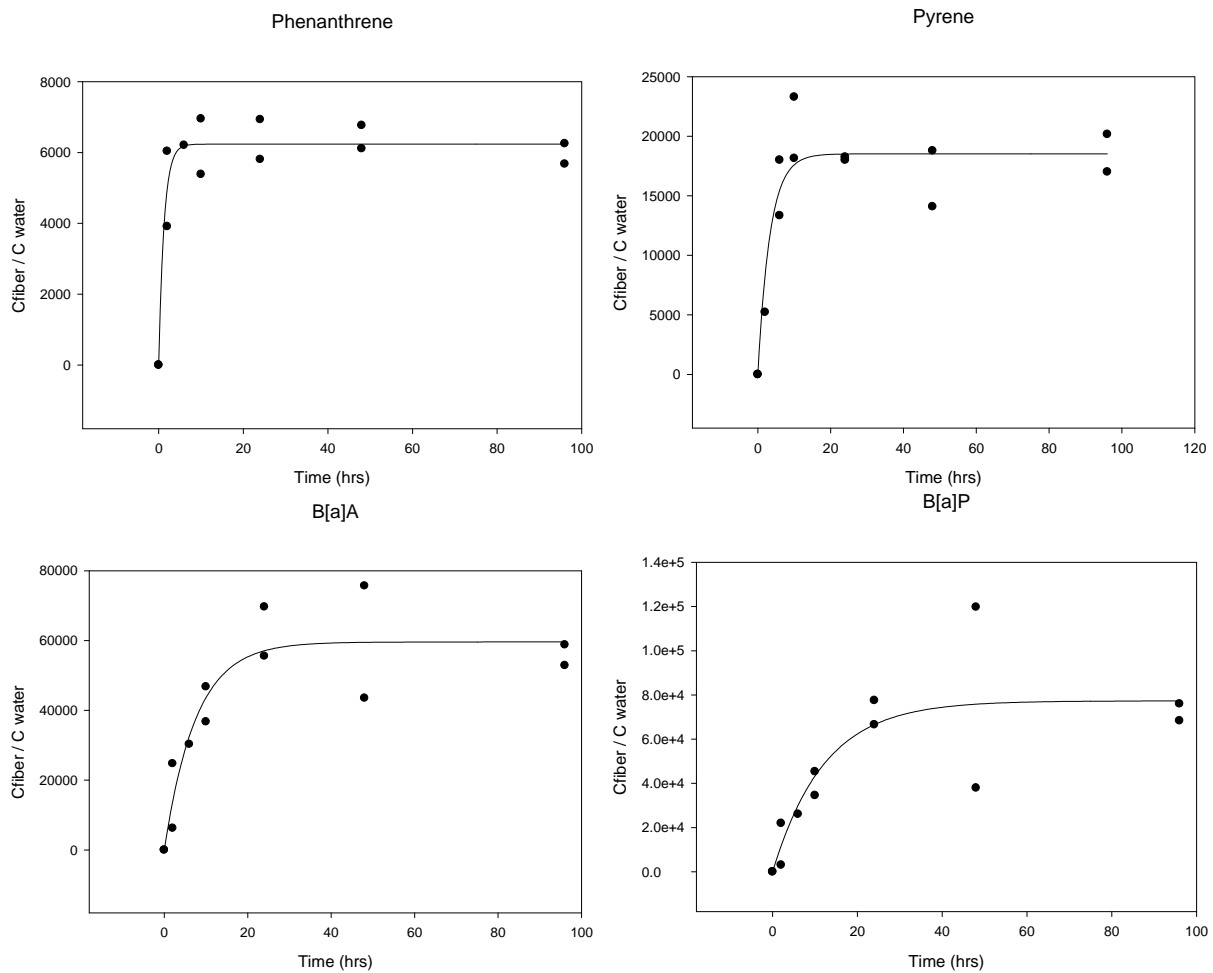 Phenanthrene
8000
6000
4000
2000
0
Cfiber / C water
0 20 40 60 80 100
Time (hrs)
Pyrene
25000
20000
15000
10000
5000
0
Cfiber / C water
0 20 40 60 80 100 120
Time (hrs)
B[a]A
80000
60000
40000
20000
0
Cfiber / C water
0 20 40 60 80 100
Time (hrs)
B[a]P
1.4e+5
1.2e+5
1.0e+5
8.0e+4
6.0e+4
4.0e+4
2.0e+4
0.0
Cfiber / C water
0 20 40 60 80 100
Time (hrs)